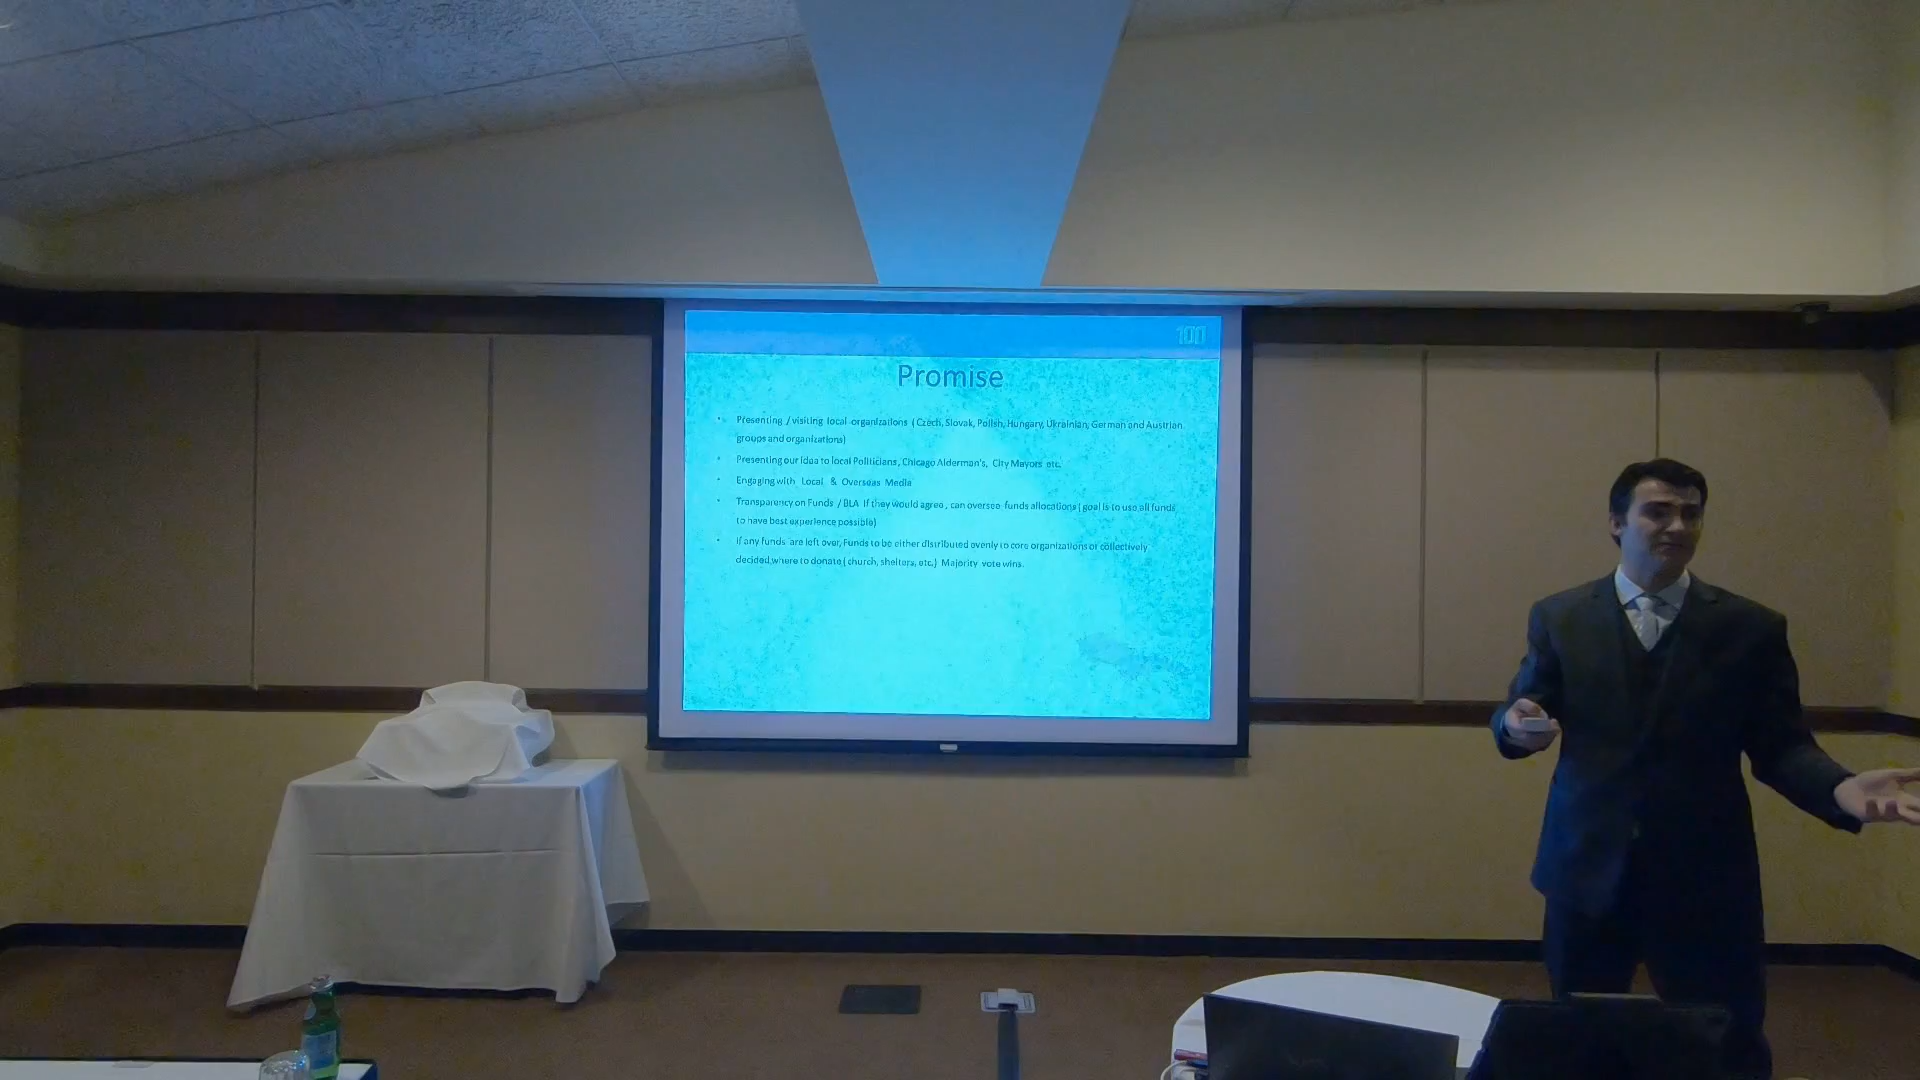 100
Promise
Presenting / visiting local organizations ( Czech, Slovak, Polish, Hungary, Ukrainian, German and Austrian
groups and organizations)
Presenting our idea to local Politicians, Chicago Alderman's, City Mayors etc.
Engaging with Local & Overseas Media
Transparency on Funds / BLA If they would agree, can oversee funds allocations ( goal is to use all funds
to have best experience possible)
If any funds are left over, Funds to be either distributed evenly to core organizations or collectively
decided where to donate ( church, shelters, etc.) Majority vote wins.